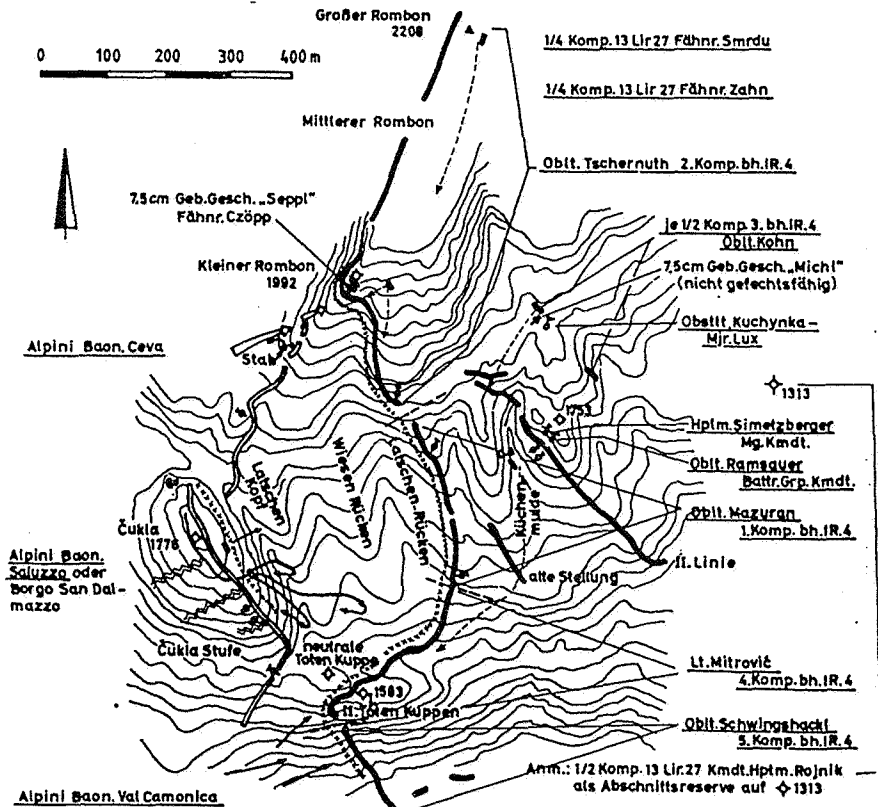 Großer Rombon
2208
0 100 200 300 400 m
Mittlerer Rombon
7,5cm Geb.Gesch. „Seppl"
Fähnr. Czöpp
Kleiner Rombon
1992
Stab
Alpini Baon. Ceva
1/4 Komp. 13 Lir 27 Fähnr. Smrdu
1/4 Komp. 13 Lir 27 Fähnr. Zahn
Oblt. Tschernuth 2.Komp. bh.IR.4
je 1/2 Komp. 3. bh.IR.4
Oblt. Kohn
7,5cm Geb.Gesch. „Michl"
(nicht gefechtsfähig)
Obstlt. Kuchynka –
Mjr. Lux
1313
1753
Hptm. Simetzberger
Mg. Kmdt.
Oblt. Ramsauer
Battr. Grp. Kmdt.
Oblt. Mazuran
1.Komp. bh.IR.4
II. Linie
Latschen
Kopf
Wiesen Rücken
Latschen-Rücken
Küchen-
mulde
alte Stellung
Čukla
1776
Alpini Baon.
Saluzzo oder
Borgo San Dal-
mazzo
Čukla Stufe
neutrale
Toten Kuppe
1583
II. Toten Kuppen
Lt. Mitrovič
4.Komp. bh.IR.4
Oblt. Schwingshackl
5.Komp. bh.IR.4
Anm.: 1/2 Komp. 13 Lir. 27 Kmdt. Hptm. Rojnik
als Abschnittsreserve auf 1313
Alpini Baon. Val Camonica